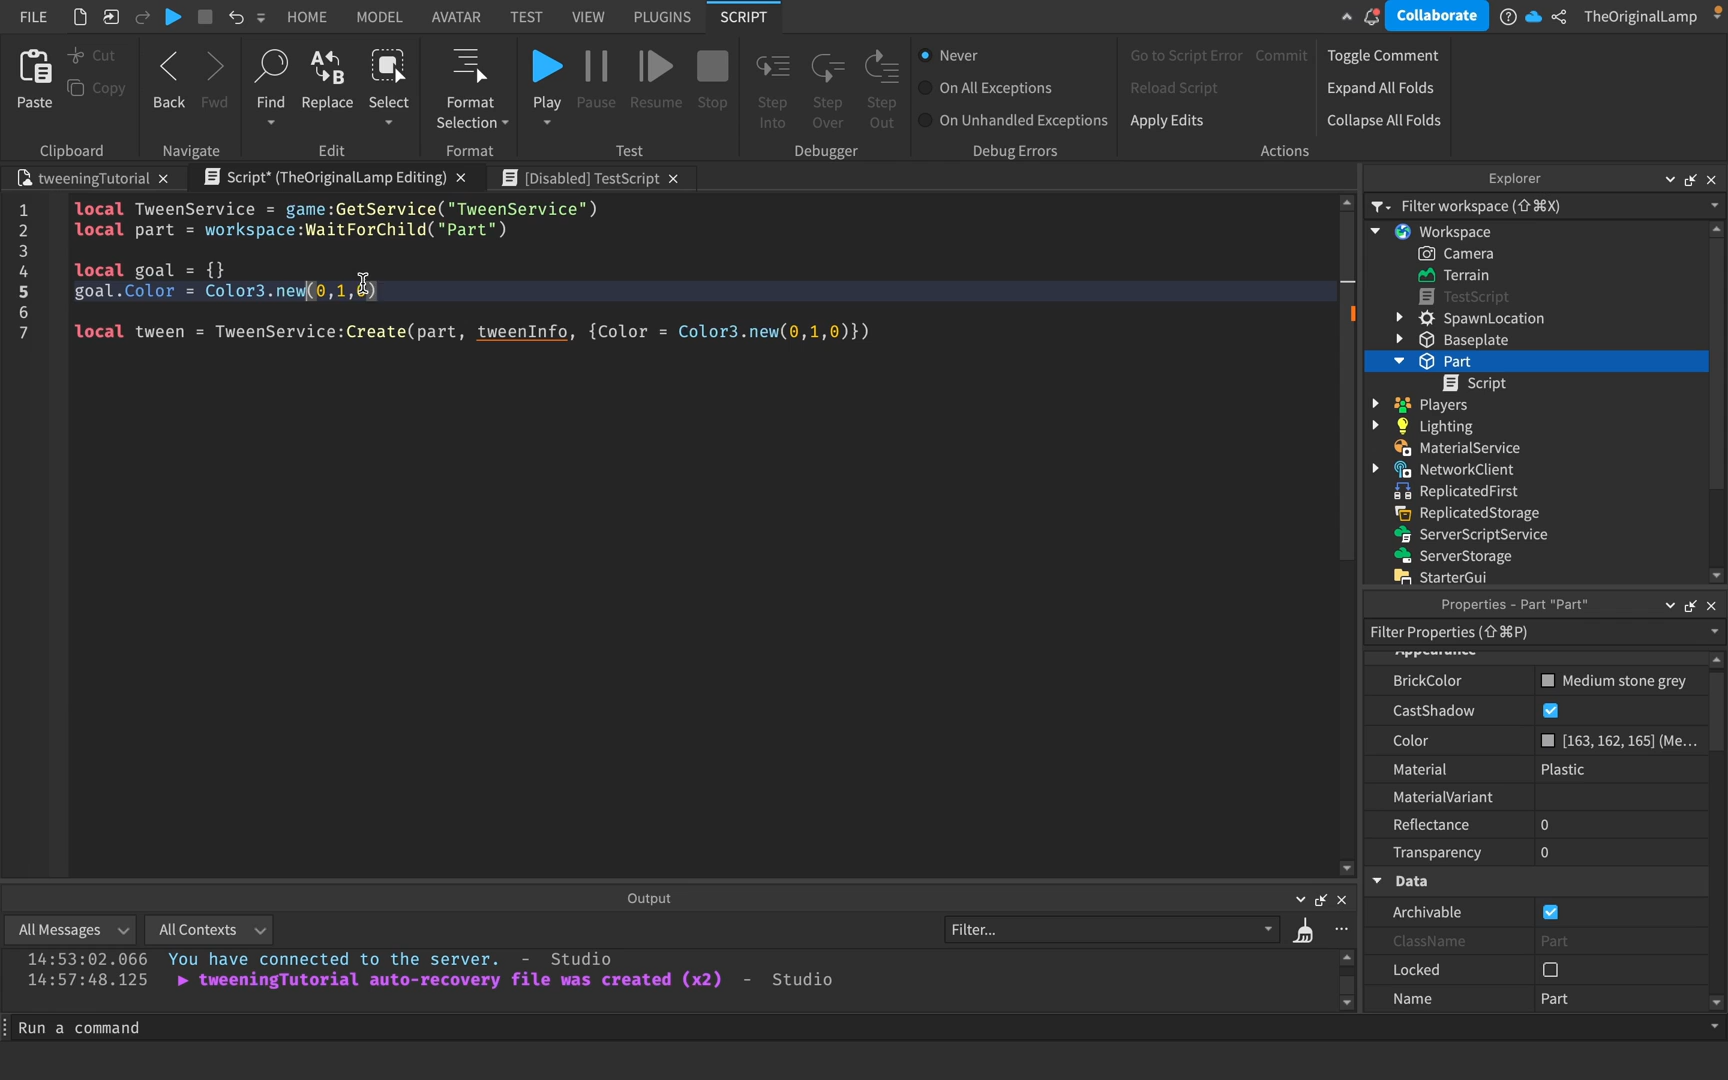 FILE HOME MODEL AVATAR TEST VIEW PLUGINS SCRIPT Collaborate TheOriginalLamp
Paste Cut Copy
Clipboard
Back Fwd
Navigate
Find Replace Select
Edit
Format Selection
Format
Play Pause Resume Stop
Test
Step Into Step Over Step Out
Debugger
Never
On All Exceptions
On Unhandled Exceptions
Debug Errors
Go to Script Error Commit Toggle Comment
Reload Script Expand All Folds
Apply Edits Collapse All Folds
Actions
tweeningTutorial Script* (TheOriginalLamp Editing) [Disabled] TestScript
1 local TweenService = game:GetService("TweenService")
2 local part = workspace:WaitForChild("Part")
3
4 local goal = {}
5 goal.Color = Color3.new(0,1,0)
6
7 local tween = TweenService:Create(part, tweenInfo, {Color = Color3.new(0,1,0)})
Explorer
Filter workspace (⇧⌘X)
Workspace
Camera
Terrain
TestScript
SpawnLocation
Baseplate
Part
Script
Players
Lighting
MaterialService
NetworkClient
ReplicatedFirst
ReplicatedStorage
ServerScriptService
ServerStorage
StarterGui
Properties - Part "Part"
Filter Properties (⇧⌘P)
Appearance
BrickColor Medium stone grey
CastShadow
Color [163, 162, 165] (Me...
Material Plastic
MaterialVariant
Reflectance 0
Transparency 0
Data
Archivable
ClassName Part
Locked
Name Part
Output
All Messages All Contexts Filter... ...
14:53:02.066 You have connected to the server. - Studio
14:57:48.125 ▶ tweeningTutorial auto-recovery file was created (x2) - Studio
Run a command